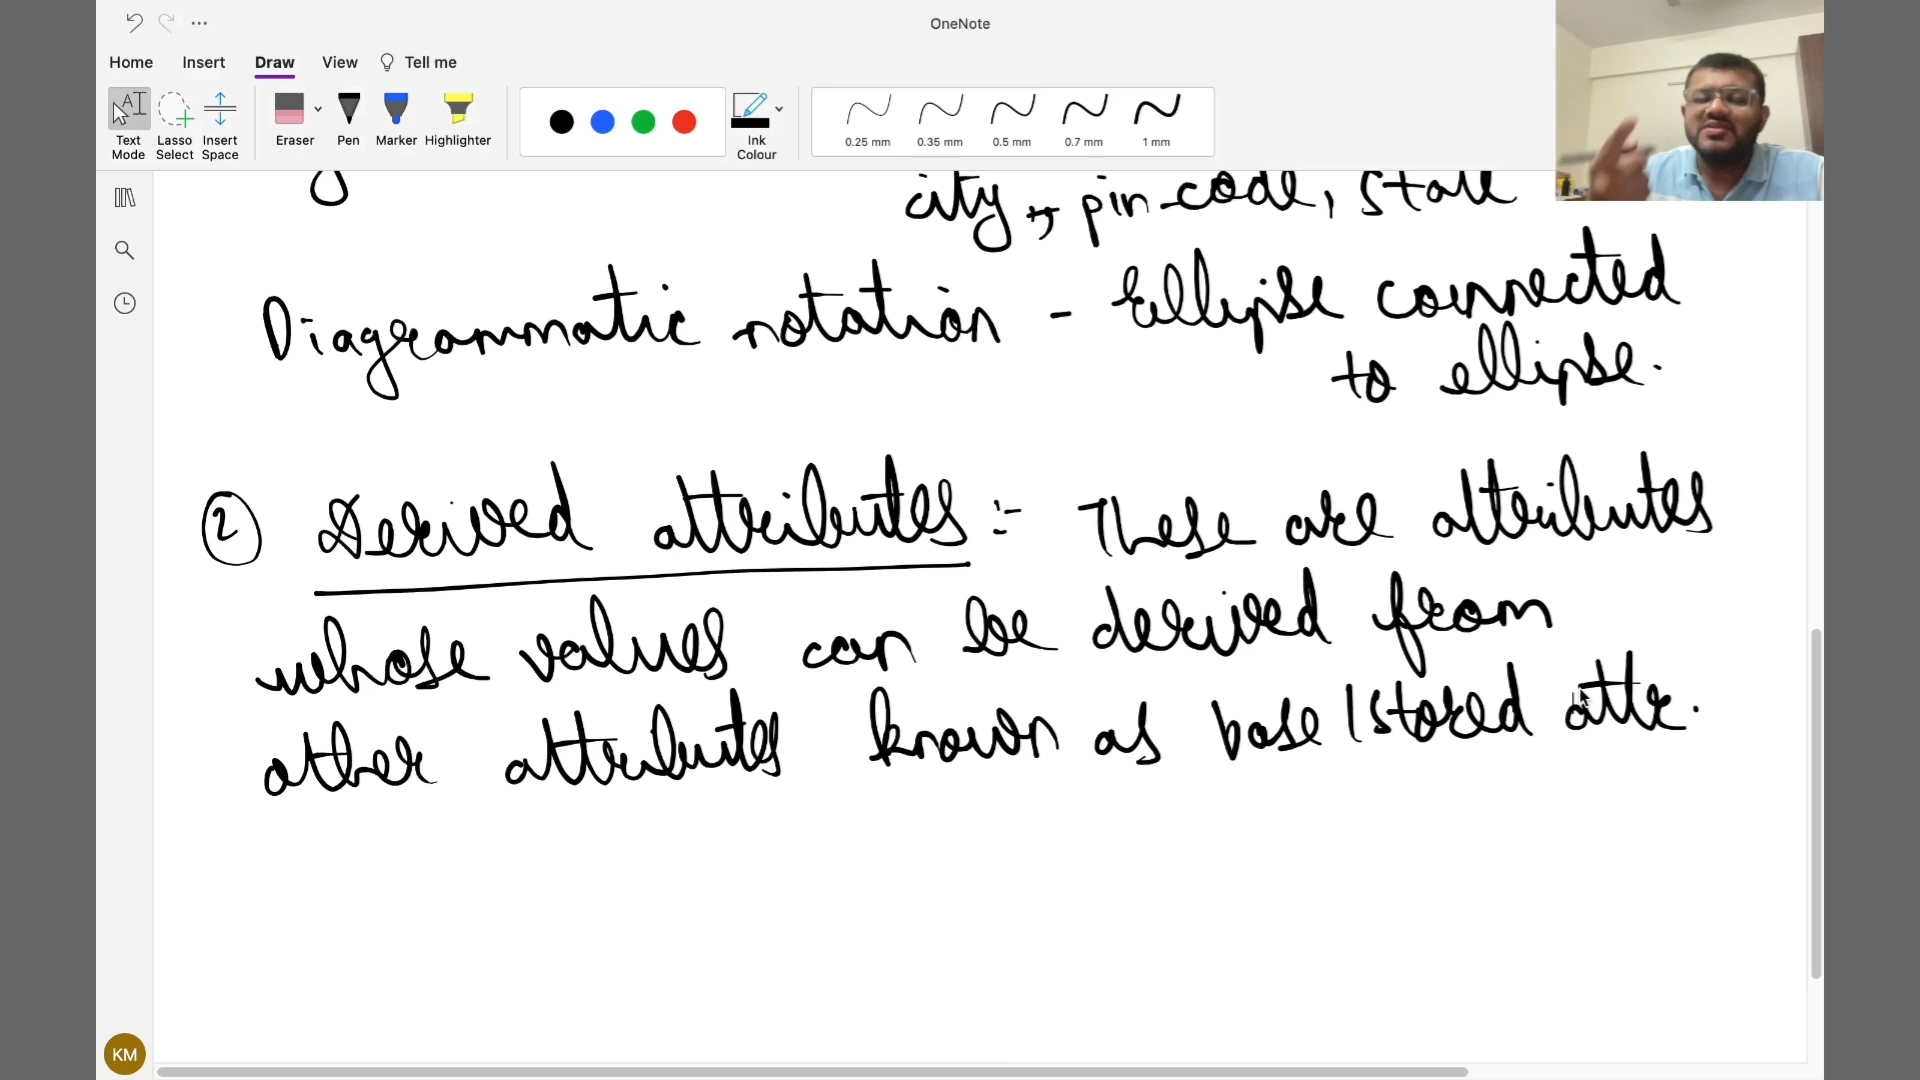 OneNote
Home Insert Draw View Tell me
Text Mode
Lasso Select
Insert Space
Eraser
Pen
Marker
Highlighter
Ink Colour
0.25 mm
0.35 mm
0.5 mm
0.7 mm
1 mm
city, pin-code, state
Diagrammatic notation - Ellipse connected
to ellipse.
② Derived attributes :- These are attributes
whose values can be derived from
other attributes known as base / stored attr.
KM